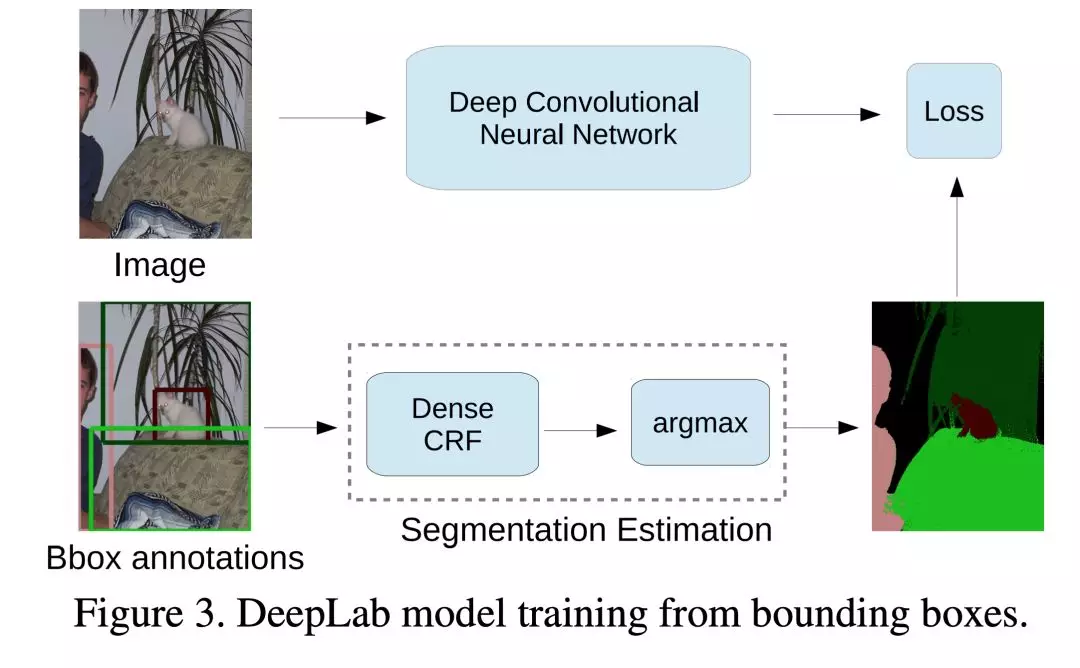 Deep Convolutional
Neural Network
Loss
Image
Dense
CRF
argmax
Segmentation Estimation
Bbox annotations
Figure 3. DeepLab model training from bounding boxes.